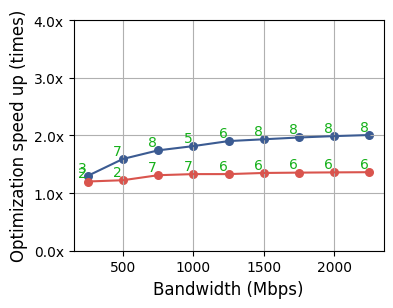 4.0x
3.0x
2.0x
1.0x
0.0x
Optimization speed up (times)
7 8 5 6 8 8 8 8
2 2 7 7 6 6 6 6 6
500 1000 1500 2000
Bandwidth (Mbps)